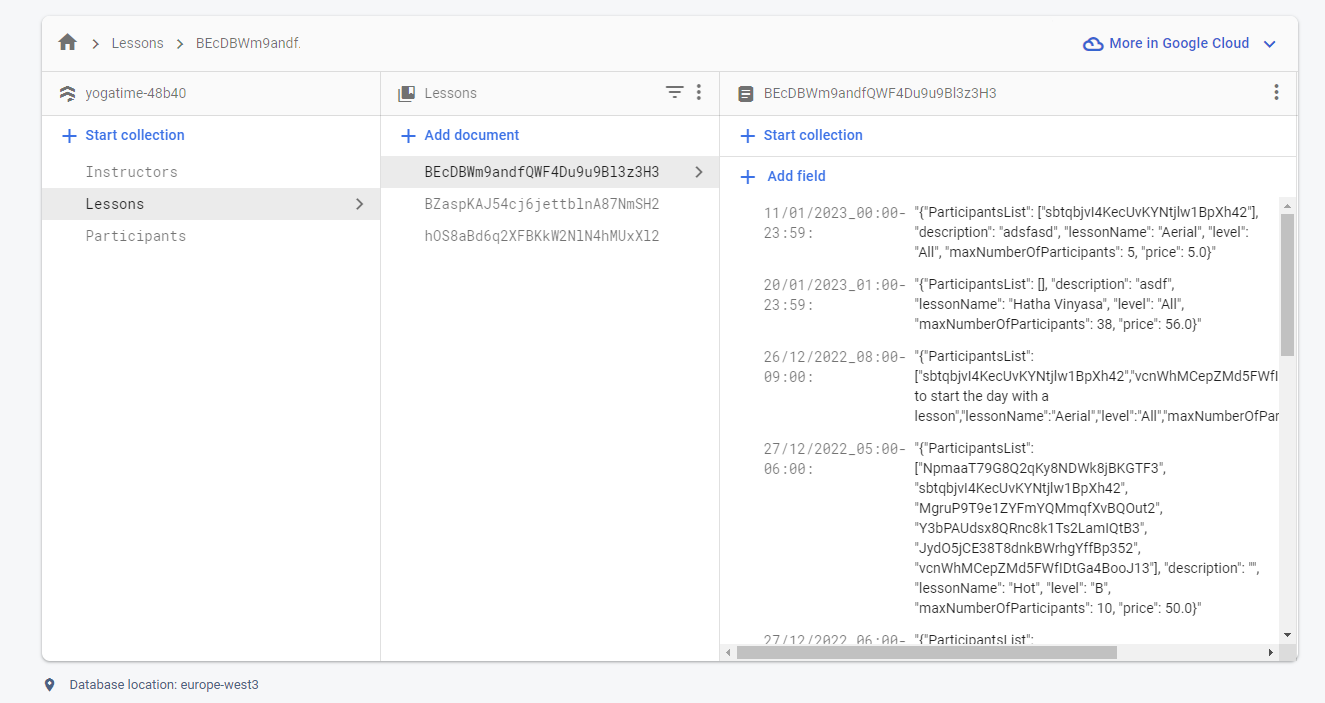 Lessons
BEcDBWm9andf.
More in Google Cloud
yogatime-48b40
Lessons
BEcDBWm9andfQWF4Du9u9Bl3z3H3
Start collection
Add document
Start collection
Instructors
Lessons
Participants
BEcDBWm9andfQWF4Du9u9Bl3z3H3
BZaspKAJ54cj6jettblnA87NmSH2
hOS8aBd6q2XFBKkW2NlN4hMUxXl2
Add field
11/01/2023_00:00-
23:59:
"{"ParticipantsList": ["sbtqbjvI4KecUvKYNtjlw1BpXh42"],
"description": "adsfasd", "lessonName": "Aerial", "level":
"All", "maxNumberOfParticipants": 5, "price": 5.0}"
20/01/2023_01:00-
23:59:
"{"ParticipantsList": [], "description": "asdf",
"lessonName": "Hatha Vinyasa", "level": "All",
"maxNumberOfParticipants": 38, "price": 56.0}"
26/12/2022_08:00-
09:00:
"{"ParticipantsList":
["sbtqbjvI4KecUvKYNtjlw1BpXh42","vcnWhMCepZMd5FWfI
to start the day with a
lesson","lessonName":"Aerial","level":"All","maxNumberOfPar
27/12/2022_05:00-
06:00:
"{"ParticipantsList":
["NpmaaT79G8Q2qKy8NDWk8jBKGTF3",
"sbtqbjvI4KecUvKYNtjlw1BpXh42",
"MgruP9T9e1ZYFmYQMmqfXvBQOut2",
"Y3bPAUdsx8QRnc8k1Ts2LamIQtB3",
"JydO5jCE38T8dnkBWrhgYffBp352",
"vcnWhMCepZMd5FWfIDtGa4BooJ13"], "description": "",
"lessonName": "Hot", "level": "B",
"maxNumberOfParticipants": 10, "price": 50.0}"
27/12/2022_06:00-
"{"ParticipantsList":
Database location: europe-west3